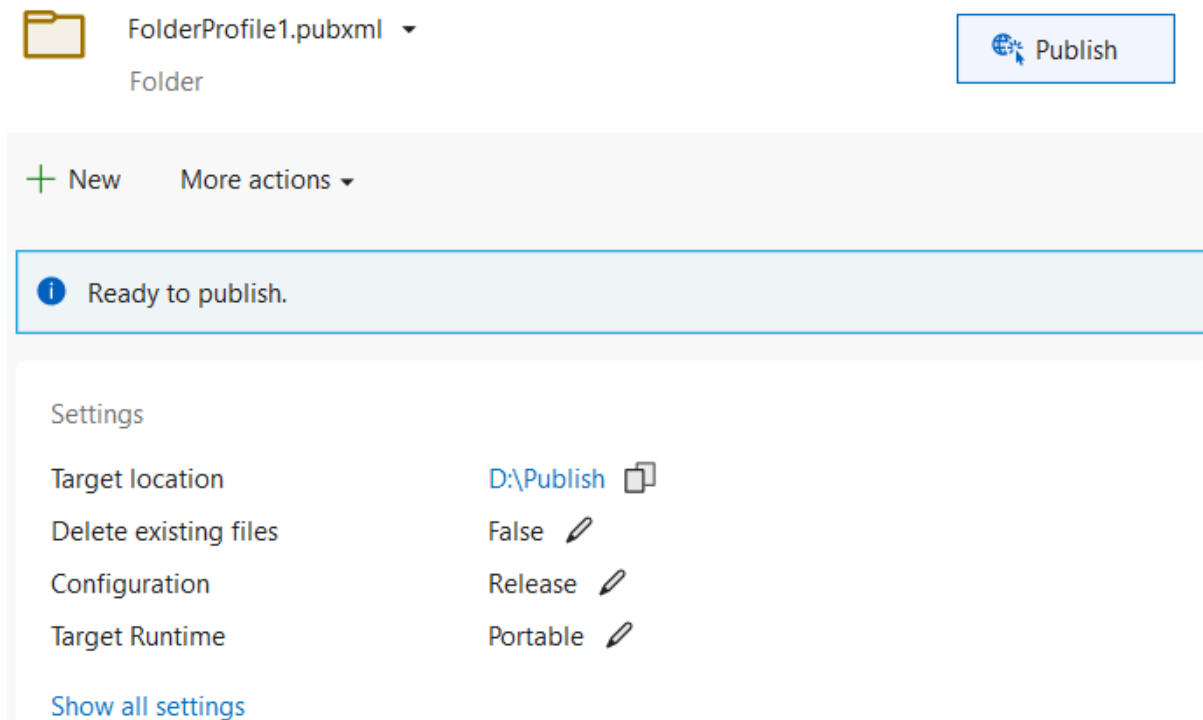 FolderProfile1.pubxml
Publish
Folder
New More actions
Ready to publish.
Settings
Target location D:\Publish
Delete existing files False
Configuration Release
Target Runtime Portable
Show all settings